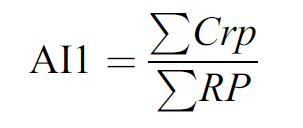 AI1 = ∑Crp / ∑RP